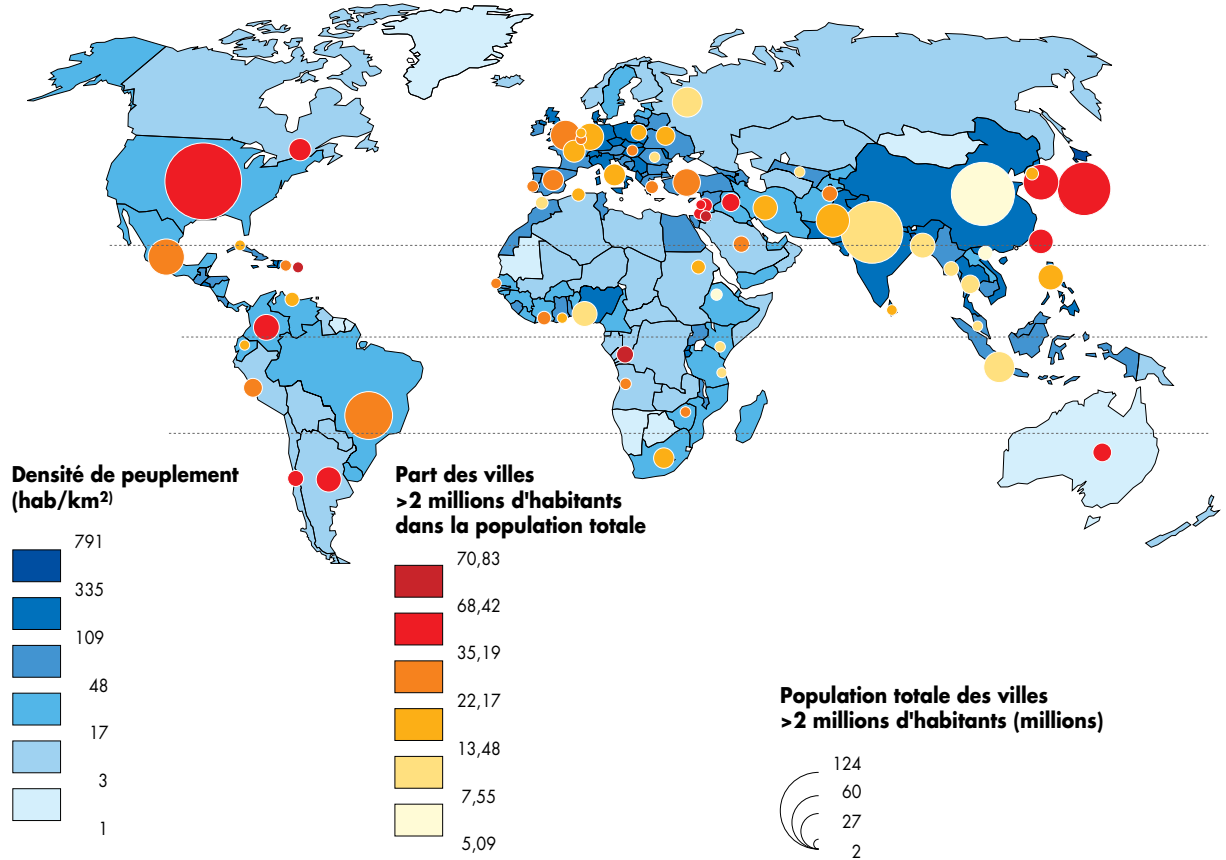 Densité de peuplement
(hab/km²)
791
335
109
48
17
3
1
Part des villes
>2 millions d'habitants
dans la population totale
70,83
68,42
35,19
22,17
13,48
7,55
5,09
Population totale des villes
>2 millions d'habitants (millions)
124
60
27
2